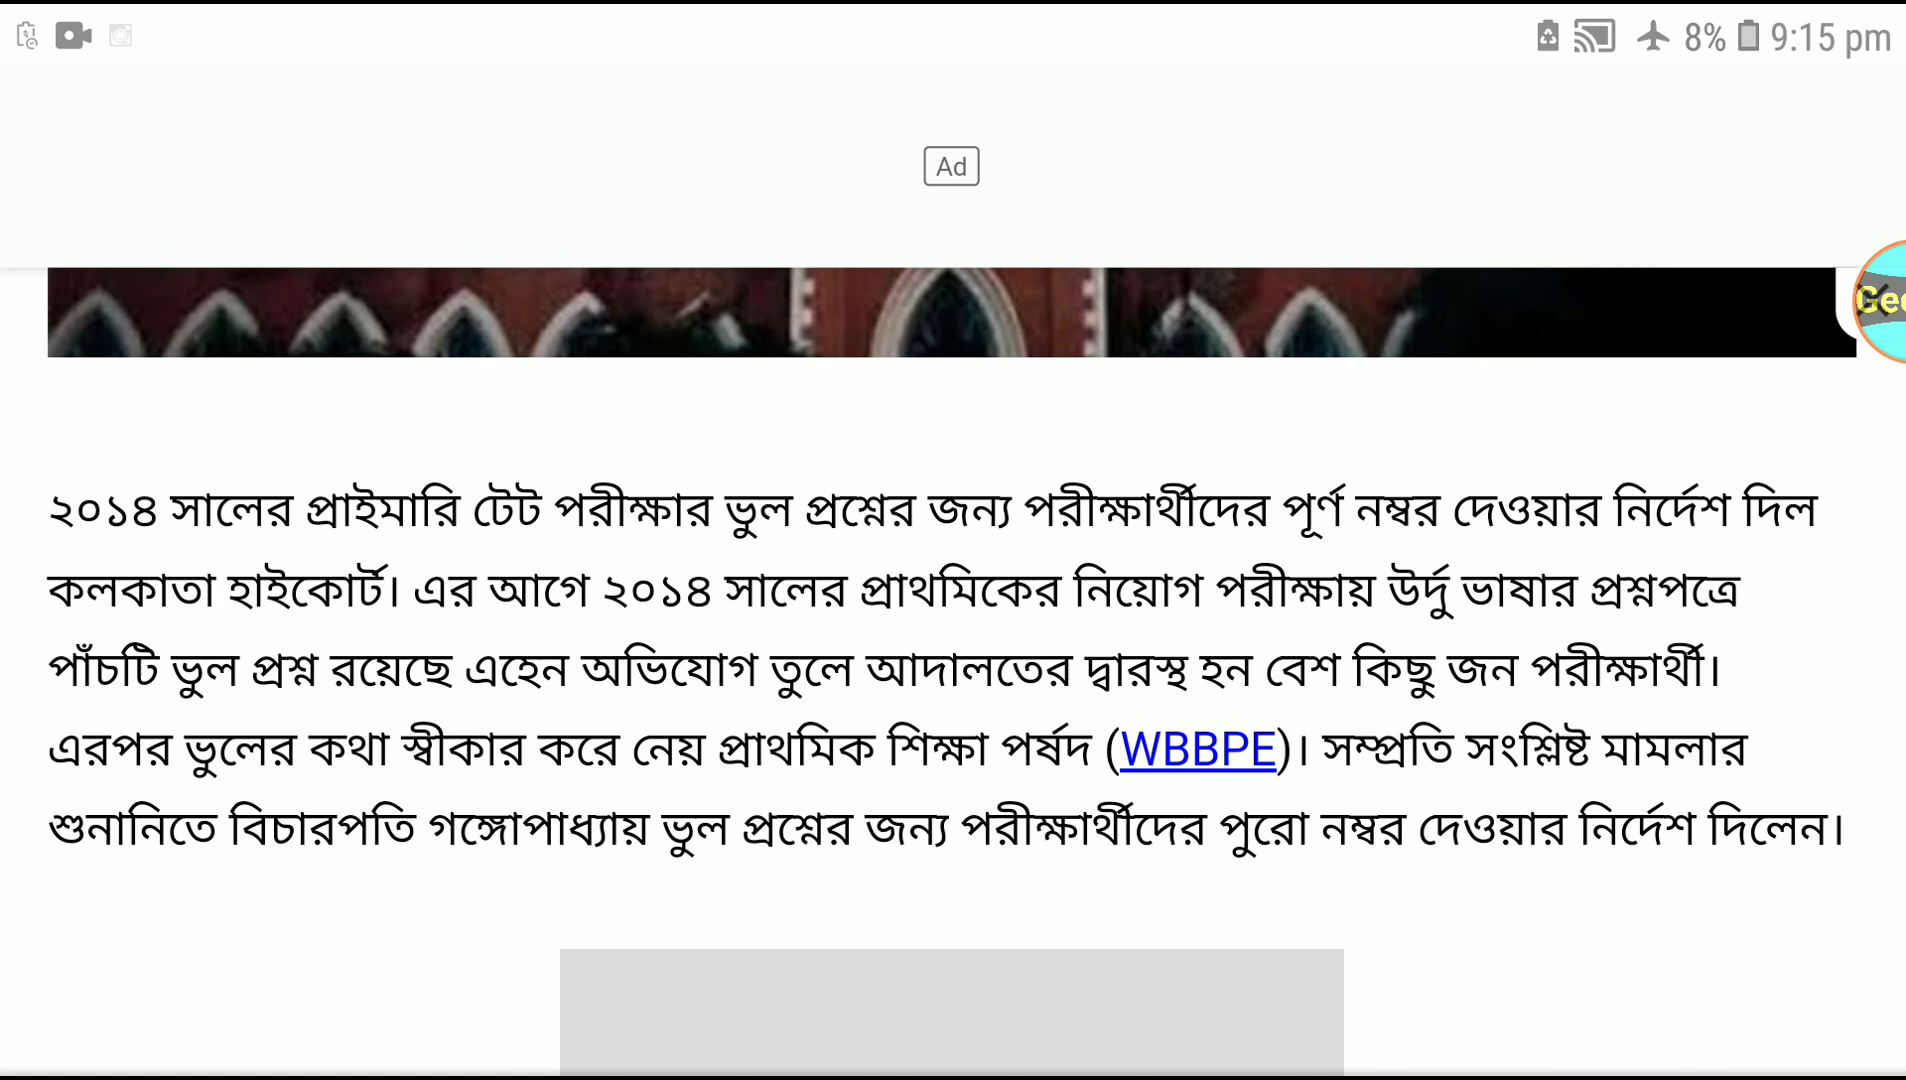 8% 9:15 pm
Ad
২০১৪ সালের প্রাইমারি টেট পরীক্ষার ভুল প্রশ্নের জন্য পরীক্ষার্থীদের পূর্ণ নম্বর দেওয়ার নির্দেশ দিল
কলকাতা হাইকোর্ট। এর আগে ২০১৪ সালের প্রাথমিকের নিয়োগ পরীক্ষায় উর্দু ভাষার প্রশ্নপত্রে
পাঁচটি ভুল প্রশ্ন রয়েছে এহেন অভিযোগ তুলে আদালতের দ্বারস্থ হন বেশ কিছু জন পরীক্ষার্থী।
এরপর ভুলের কথা স্বীকার করে নেয় প্রাথমিক শিক্ষা পর্ষদ (WBBPE)। সম্প্রতি সংশ্লিষ্ট মামলার
শুনানিতে বিচারপতি গঙ্গোপাধ্যায় ভুল প্রশ্নের জন্য পরীক্ষার্থীদের পুরো নম্বর দেওয়ার নির্দেশ দিলেন।